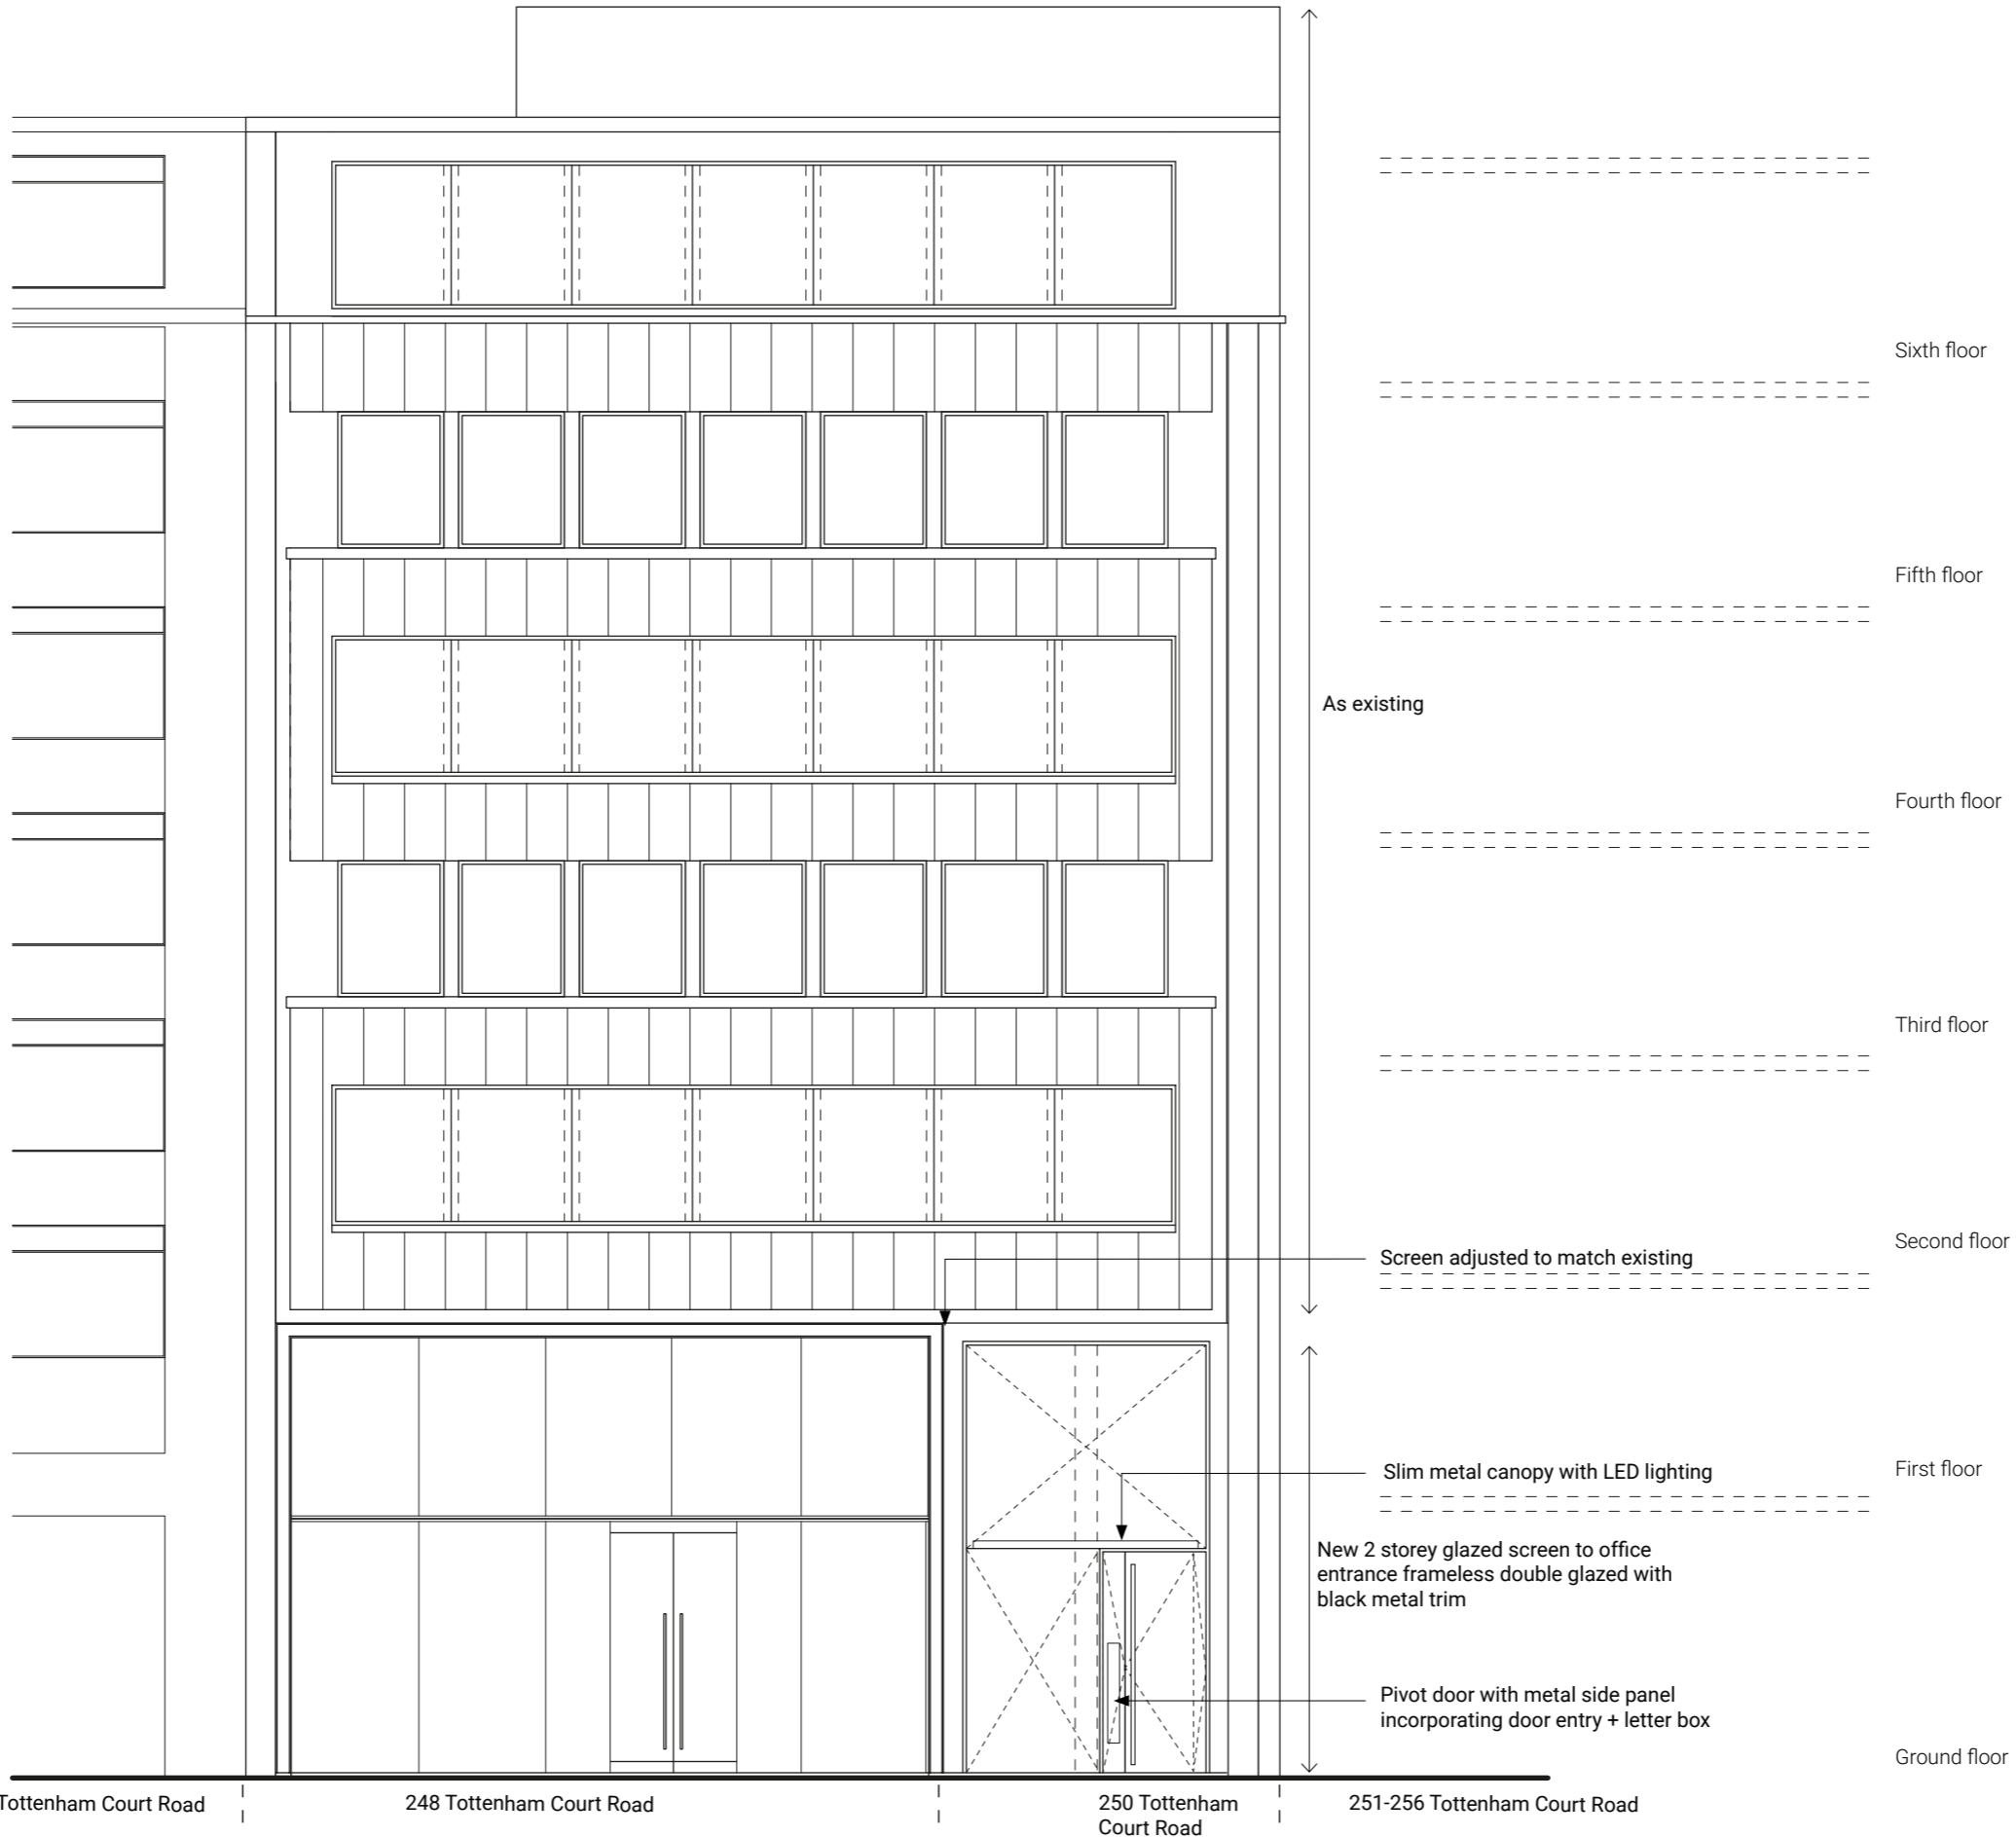 Sixth floor
Fifth floor
As existing
Fourth floor
Third floor
Second floor
Screen adjusted to match existing
Slim metal canopy with LED lighting
First floor
New 2 storey glazed screen to office
entrance frameless double glazed with
black metal trim
Pivot door with metal side panel
incorporating door entry + letter box
Ground floor
Tottenham Court Road
248 Tottenham Court Road
250 Tottenham
Court Road
251-256 Tottenham Court Road